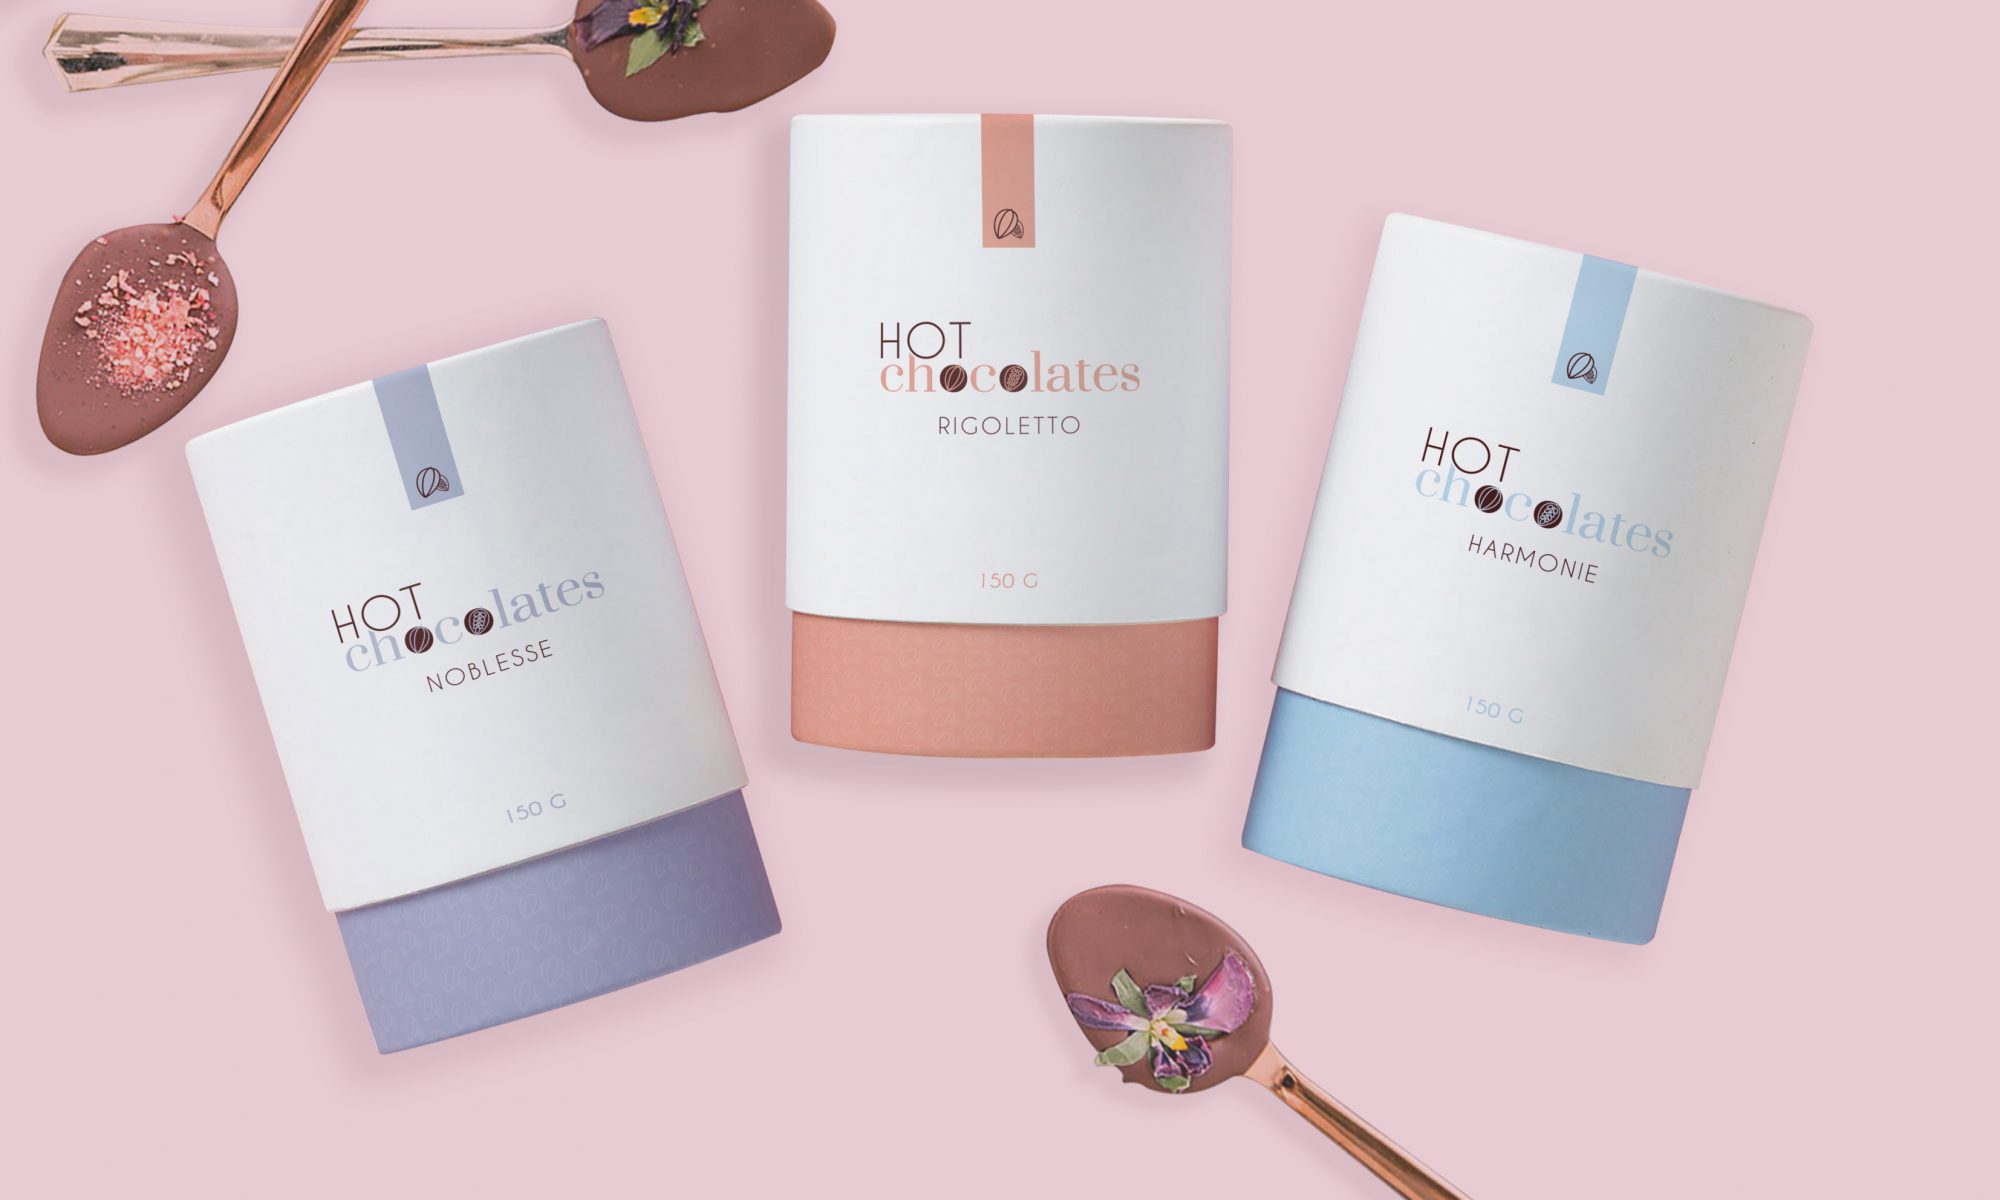 HOT
chocolates
NOBLESSE
150 G
HOT
chocolates
RIGOLETTO
150 G
HOT
chocolates
HARMONIE
150 G